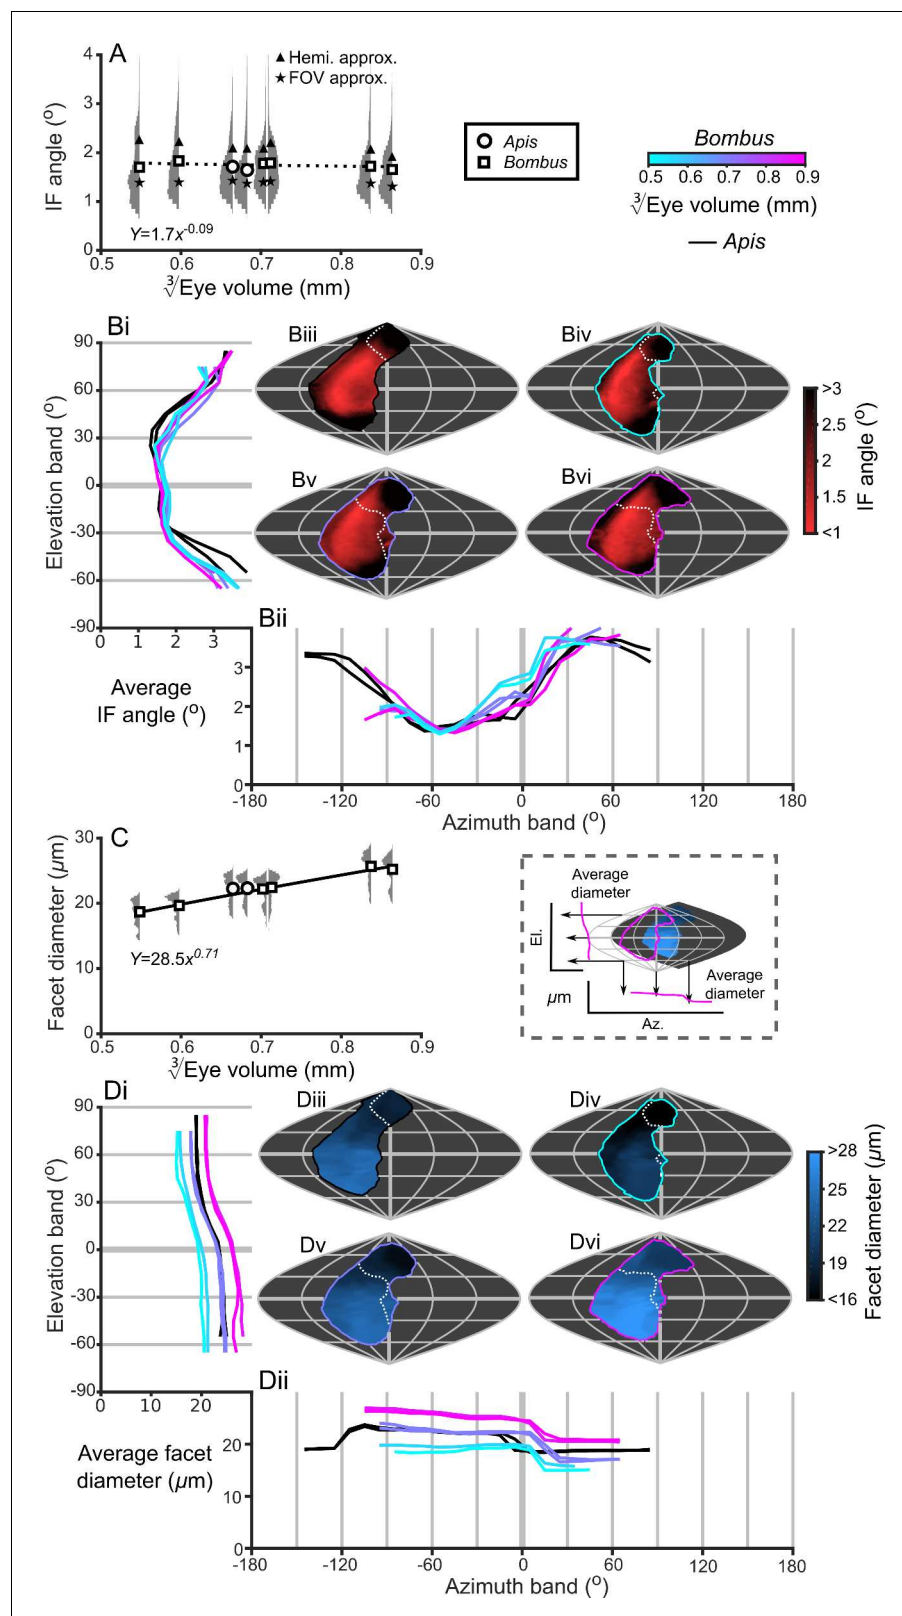 A
▲ Hemi. approx.
★ FOV approx.
IF angle (°)
4
3
2
1
0
Y=1.7x^-0.09
0.5 0.6 0.7 0.8 0.9
∛Eye volume (mm)
Apis
Bombus
Bombus
0.5 0.6 0.7 0.8 0.9
∛Eye volume (mm)
Apis
Bi
Elevation band (°)
90
60
30
0
-30
-60
-90
0 1 2 3
Biii
Biv
Bv
Bvi
>3
2.5
2
1.5
<1
IF angle (°)
Bii
Average
IF angle (°)
3
2
1
0
-180 -120 -60 0 60 120 180
Azimuth band (°)
C
Facet diameter (µm)
30
20
10
0
Y=28.5x^0.71
0.5 0.6 0.7 0.8 0.9
∛Eye volume (mm)
Average
diameter
El.
µm
Average
diameter
Az.
Di
Elevation band (°)
90
60
30
0
-30
-60
-90
0 10 20
Diii
Div
Dv
Dvi
>28
25
22
19
<16
Facet diameter (µm)
Dii
Average facet
diameter (µm)
20
10
0
-180 -120 -60 0 60 120 180
Azimuth band (°)